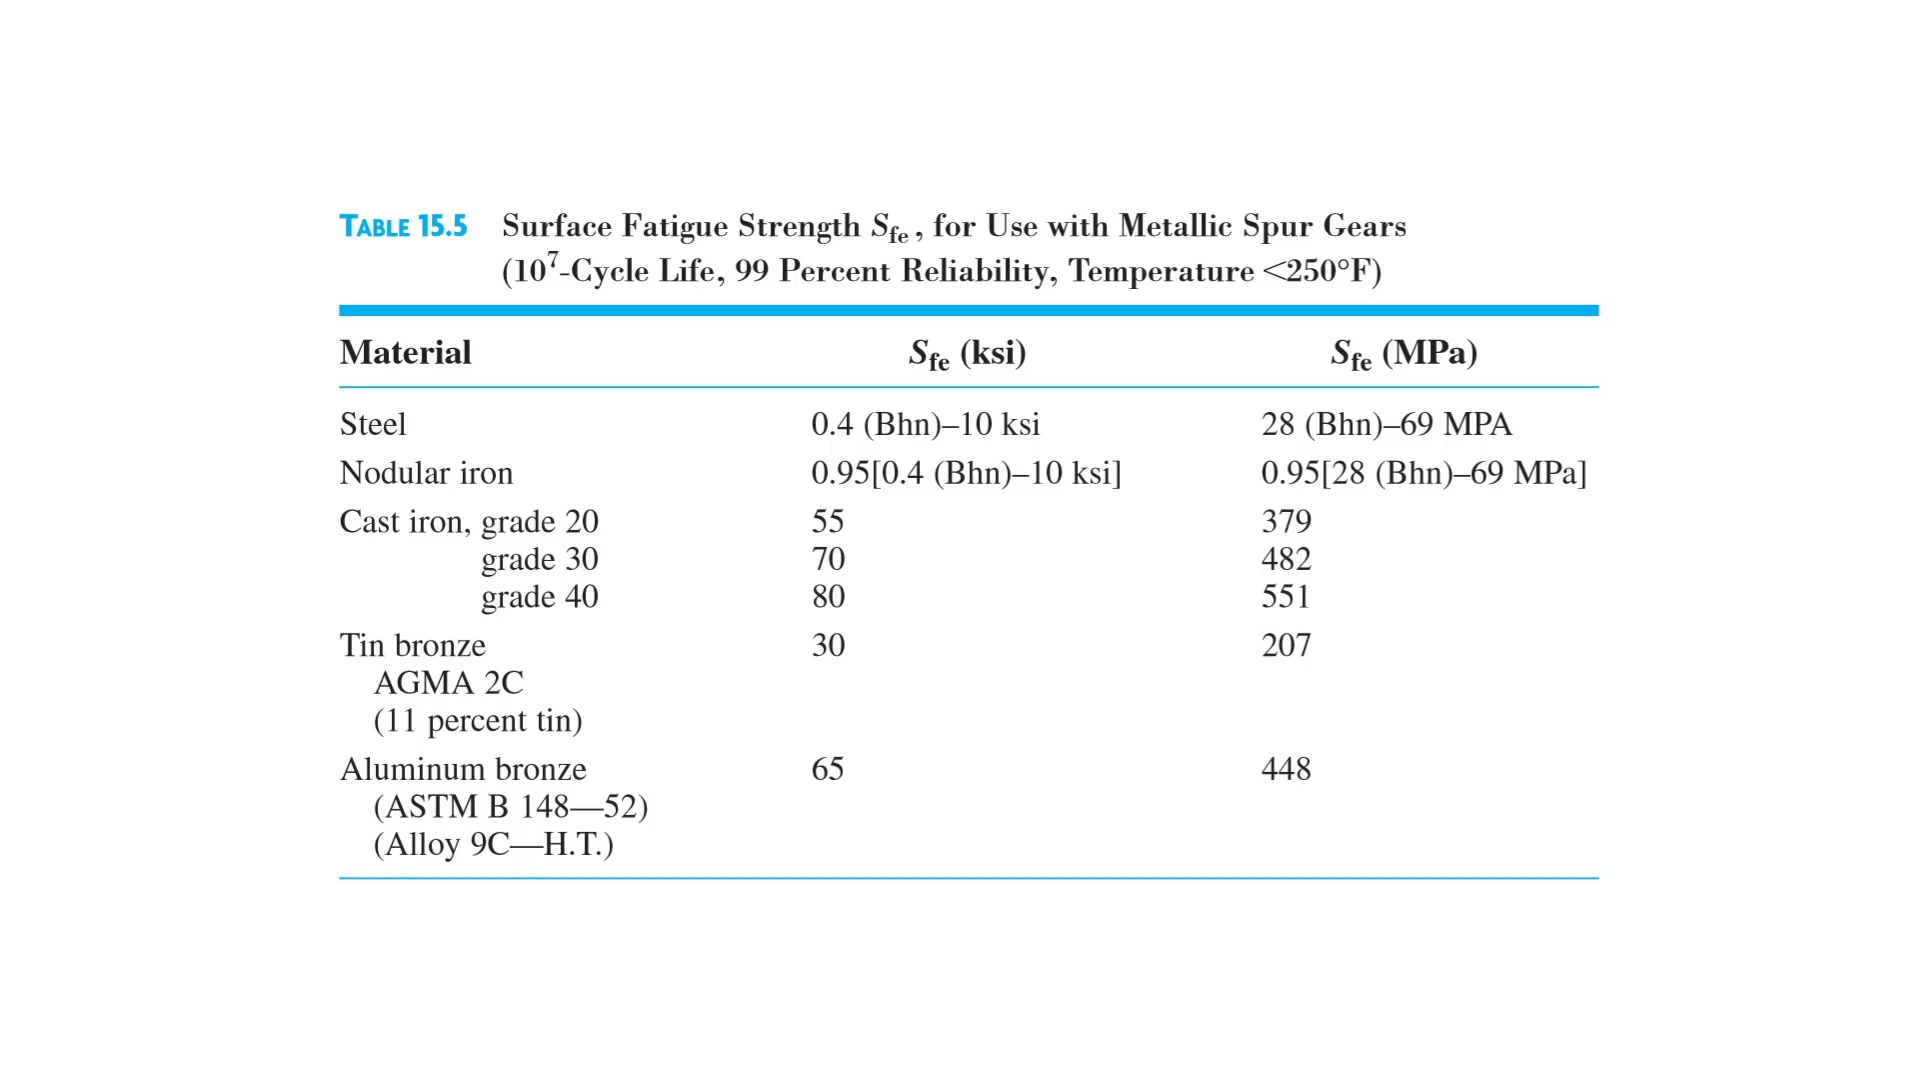 TABLE 15.5 Surface Fatigue Strength Sfe, for Use with Metallic Spur Gears
(10⁷-Cycle Life, 99 Percent Reliability, Temperature <250°F)
Material Sfe (ksi) Sfe (MPa)
Steel 0.4 (Bhn)–10 ksi 28 (Bhn)–69 MPA
Nodular iron 0.95[0.4 (Bhn)–10 ksi] 0.95[28 (Bhn)–69 MPa]
Cast iron, grade 20 55 379
grade 30 70 482
grade 40 80 551
Tin bronze 30 207
AGMA 2C
(11 percent tin)
Aluminum bronze 65 448
(ASTM B 148—52)
(Alloy 9C—H.T.)